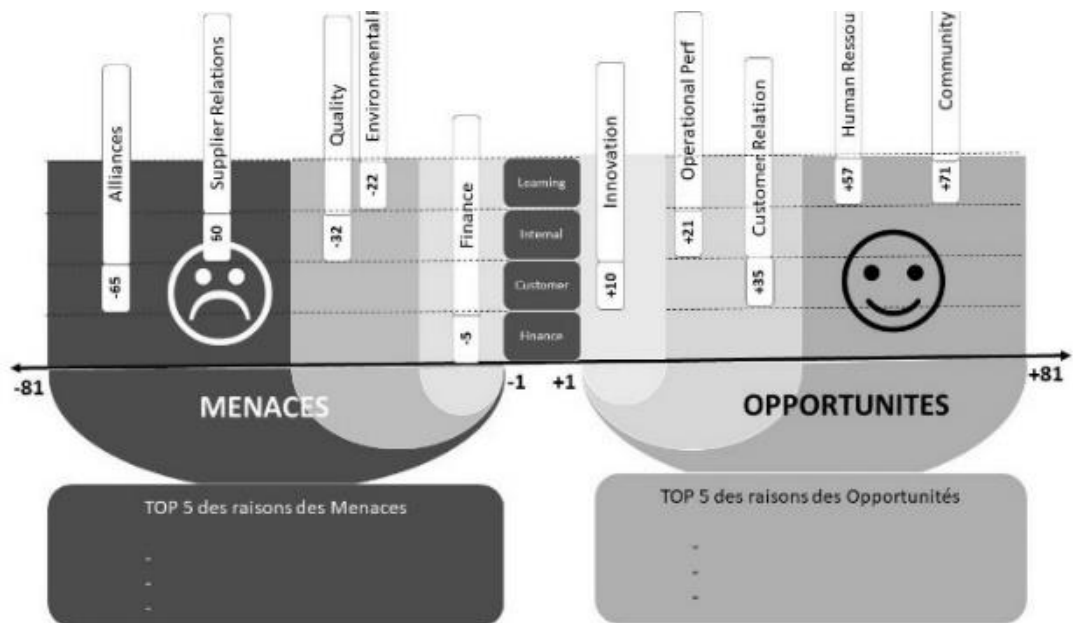 Alliances
-65
Supplier Relations
60
Quality
-32
Environmental
-22
Finance
-5
Learning
Internal
Customer
Finance
Innovation
+10
Operational Perf
+21
Customer Relation
+35
Human Ressou
+57
Community
+71
-81
-1
+1
+81
MENACES
OPPORTUNITES
TOP 5 des raisons des Menaces
-
-
-
TOP 5 des raisons des Opportunités
-
-
-